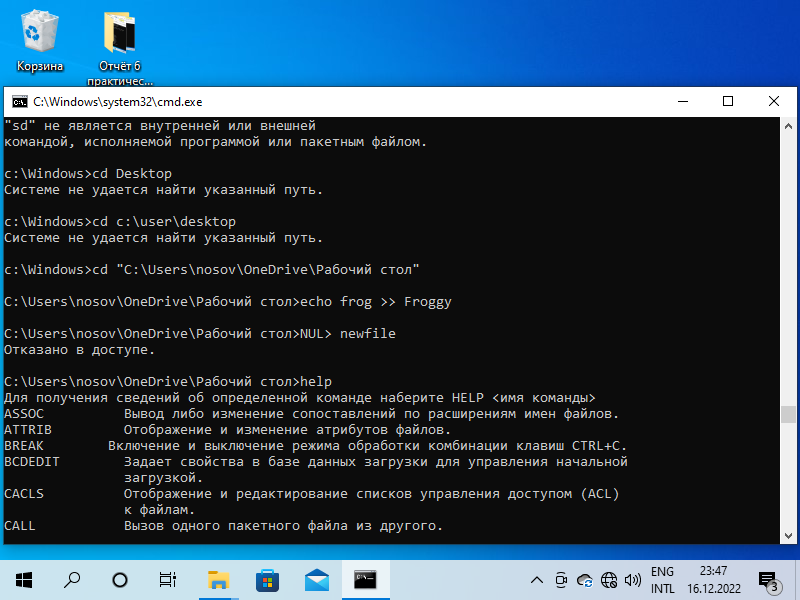 Корзина
Отчёт 6
практичес...
C:\Windows\system32\cmd.exe
"sd" не является внутренней или внешней
командой, исполняемой программой или пакетным файлом.
c:\Windows>cd Desktop
Системе не удается найти указанный путь.
c:\Windows>cd c:\user\desktop
Системе не удается найти указанный путь.
c:\Windows>cd "C:\Users\nosov\OneDrive\Рабочий стол"
C:\Users\nosov\OneDrive\Рабочий стол>echo frog >> Froggy
C:\Users\nosov\OneDrive\Рабочий стол>NUL> newfile
Отказано в доступе.
C:\Users\nosov\OneDrive\Рабочий стол>help
Для получения сведений об определенной команде наберите HELP <имя команды>
ASSOC Вывод либо изменение сопоставлений по расширениям имен файлов.
ATTRIB Отображение и изменение атрибутов файлов.
BREAK Включение и выключение режима обработки комбинации клавиш CTRL+C.
BCDEDIT Задает свойства в базе данных загрузки для управления начальной
загрузкой.
CACLS Отображение и редактирование списков управления доступом (ACL)
к файлам.
CALL Вызов одного пакетного файла из другого.
ENG
INTL
23:47
16.12.2022
3